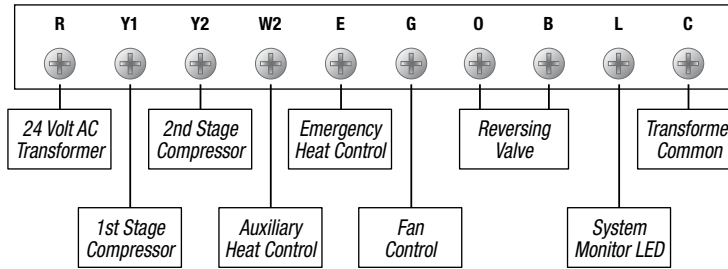 R Y1 Y2 W2 E G O B L C
24 Volt AC
Transformer
2nd Stage
Compressor
Emergency
Heat Control
Reversing
Valve
Transforme
Common
1st Stage
Compressor
Auxiliary
Heat Control
Fan
Control
System
Monitor LED